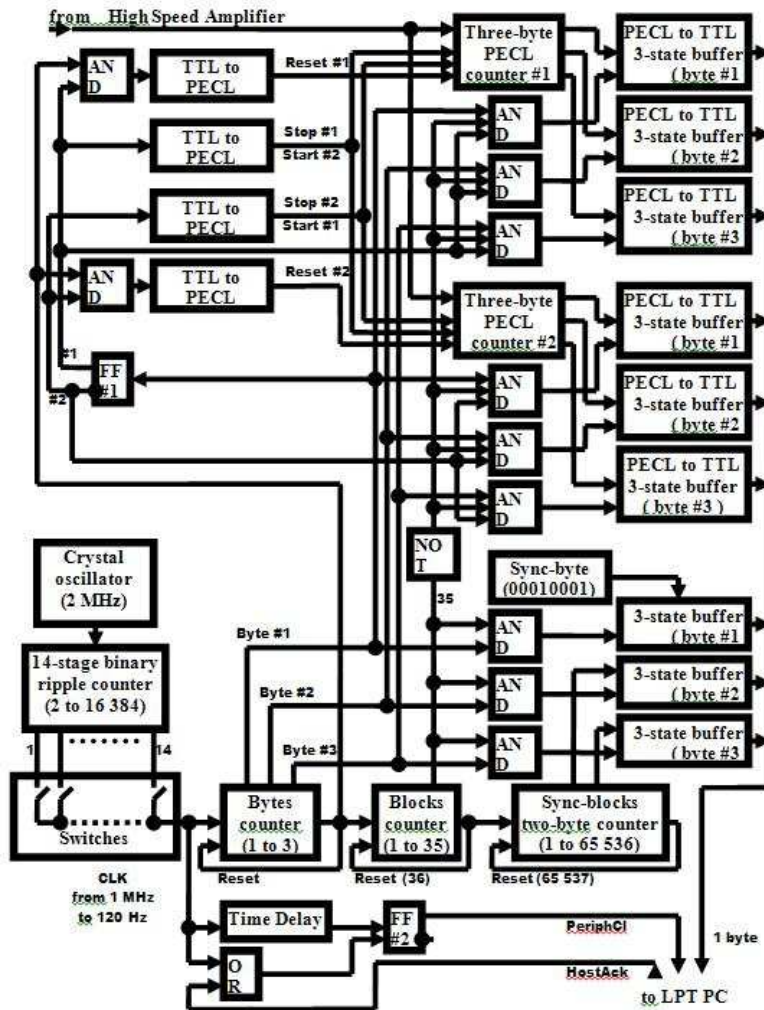 from High Speed Amplifier
AN
D
TTL to
PECL
Reset #1
Three-byte
PECL
counter #1
PECL to TTL
3-state buffer
( byte #1
TTL to
PECL
Stop #1
Start #2
AN
D
PECL to TTL
3-state buffer
( byte #2
TTL to
PECL
Stop #2
Start #1
AN
D
PECL to TTL
3-state buffer
( byte #3
AN
D
AN
D
TTL to
PECL
Reset #2
Three-byte
PECL
counter #2
PECL to TTL
3-state buffer
( byte #1
#1
FF
#1
#2
AN
D
PECL to TTL
3-state buffer
( byte #2
AN
D
PECL to TTL
3-state buffer
( byte #3 )
AN
D
NO
T
35
Crystal
oscillator
(2 MHz)
Sync-byte
(00010001)
14-stage binary
ripple counter
(2 to 16 384)
Byte #1
AN
D
3-state buffer
( byte #1
Byte #2
AN
D
3-state buffer
( byte #2
Byte #3
AN
D
3-state buffer
( byte #3
1
14
Switches
Bytes
counter
(1 to 3)
Blocks
counter
(1 to 35)
Sync-blocks
two-byte counter
(1 to 65 536)
Reset
Reset (36)
Reset (65 537)
CLK
from 1 MHz
to 120 Hz
Time Delay
FF
#2
PeriphCl
1 byte
O
R
HostAck
to LPT PC